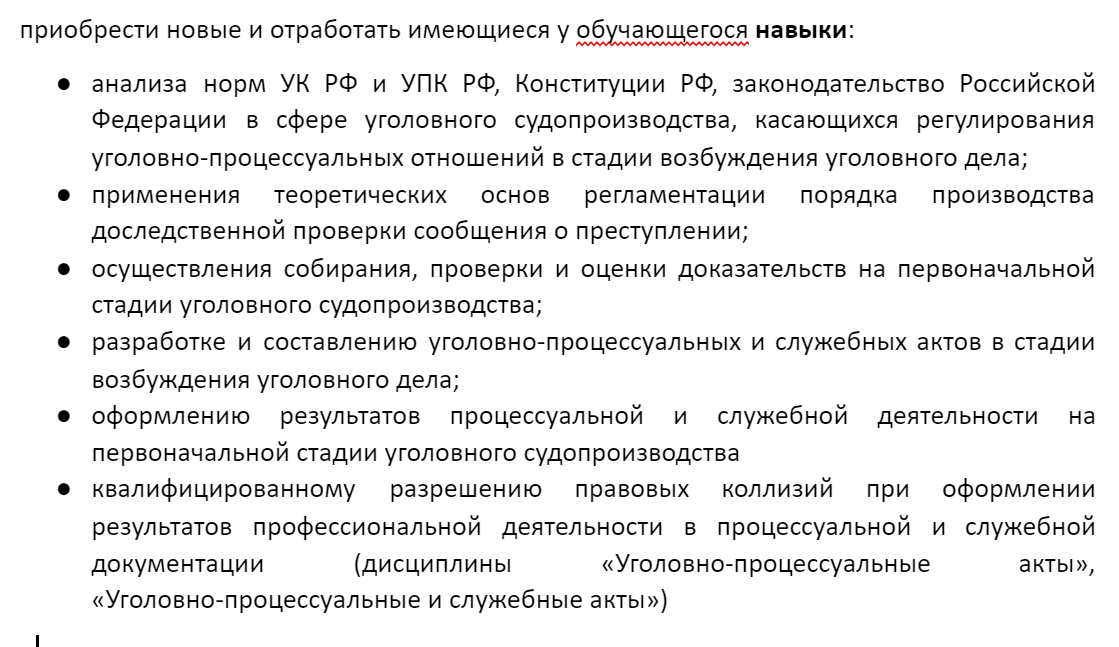 приобрести новые и отработать имеющиеся у обучающегося навыки:
● анализа норм УК РФ и УПК РФ, Конституции РФ, законодательство Российской
Федерации в сфере уголовного судопроизводства, касающихся регулирования
уголовно-процессуальных отношений в стадии возбуждения уголовного дела;
● применения теоретических основ регламентации порядка производства
доследственной проверки сообщения о преступлении;
● осуществления собирания, проверки и оценки доказательств на первоначальной
стадии уголовного судопроизводства;
● разработке и составлению уголовно-процессуальных и служебных актов в стадии
возбуждения уголовного дела;
● оформлению результатов процессуальной и служебной деятельности на
первоначальной стадии уголовного судопроизводства
● квалифицированному разрешению правовых коллизий при оформлении
результатов профессиональной деятельности в процессуальной и служебной
документации (дисциплины «Уголовно-процессуальные акты»,
«Уголовно-процессуальные и служебные акты»)